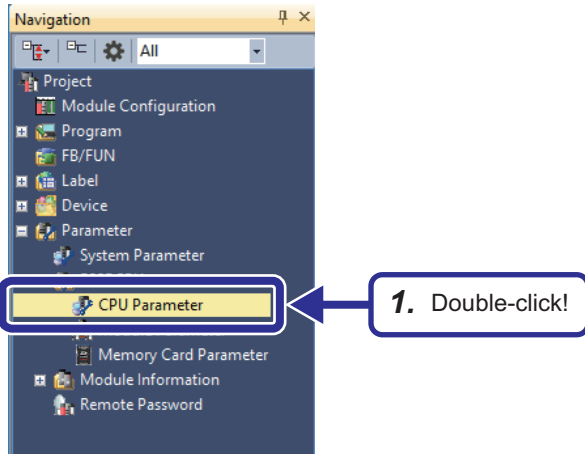 Navigation
All
Project
Module Configuration
Program
FB/FUN
Label
Device
Parameter
System Parameter
CPU Parameter
1. Double-click!
Memory Card Parameter
Module Information
Remote Password